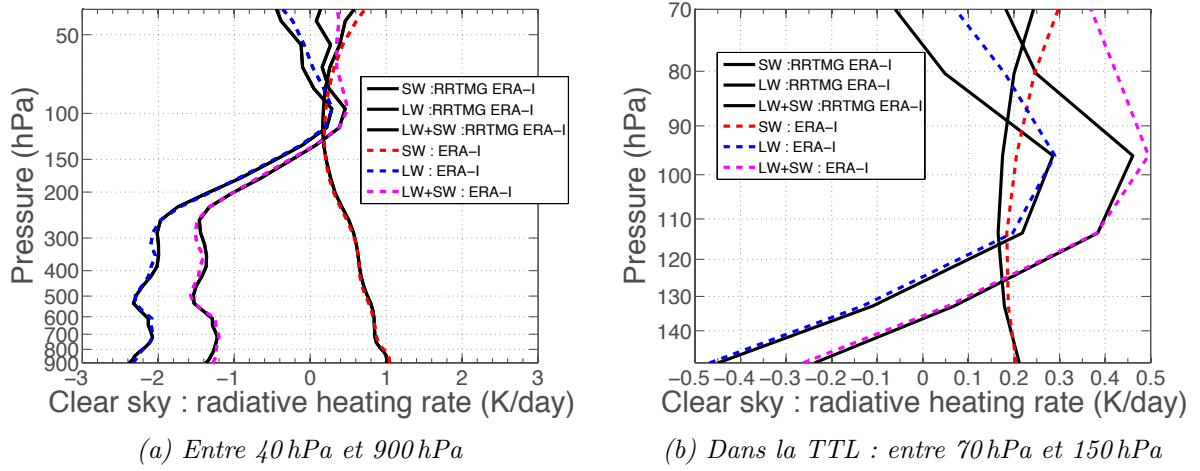 50
100
150
200
300
400
500
600
700
800
900
Pressure (hPa)
SW :RRTMG ERA−I
LW :RRTMG ERA−I
LW+SW :RRTMG ERA−I
SW : ERA−I
LW : ERA−I
LW+SW : ERA−I
−3 −2 −1 0 1 2 3
Clear sky : radiative heating rate (K/day)
(a) Entre 40 hPa et 900 hPa
70
80
90
100
110
120
130
140
Pressure (hPa)
SW :RRTMG ERA−I
LW :RRTMG ERA−I
LW+SW :RRTMG ERA−I
SW : ERA−I
LW : ERA−I
LW+SW : ERA−I
−0.5 −0.4 −0.3 −0.2 −0.1 0 0.1 0.2 0.3 0.4 0.5
Clear sky : radiative heating rate (K/day)
(b) Dans la TTL : entre 70 hPa et 150 hPa